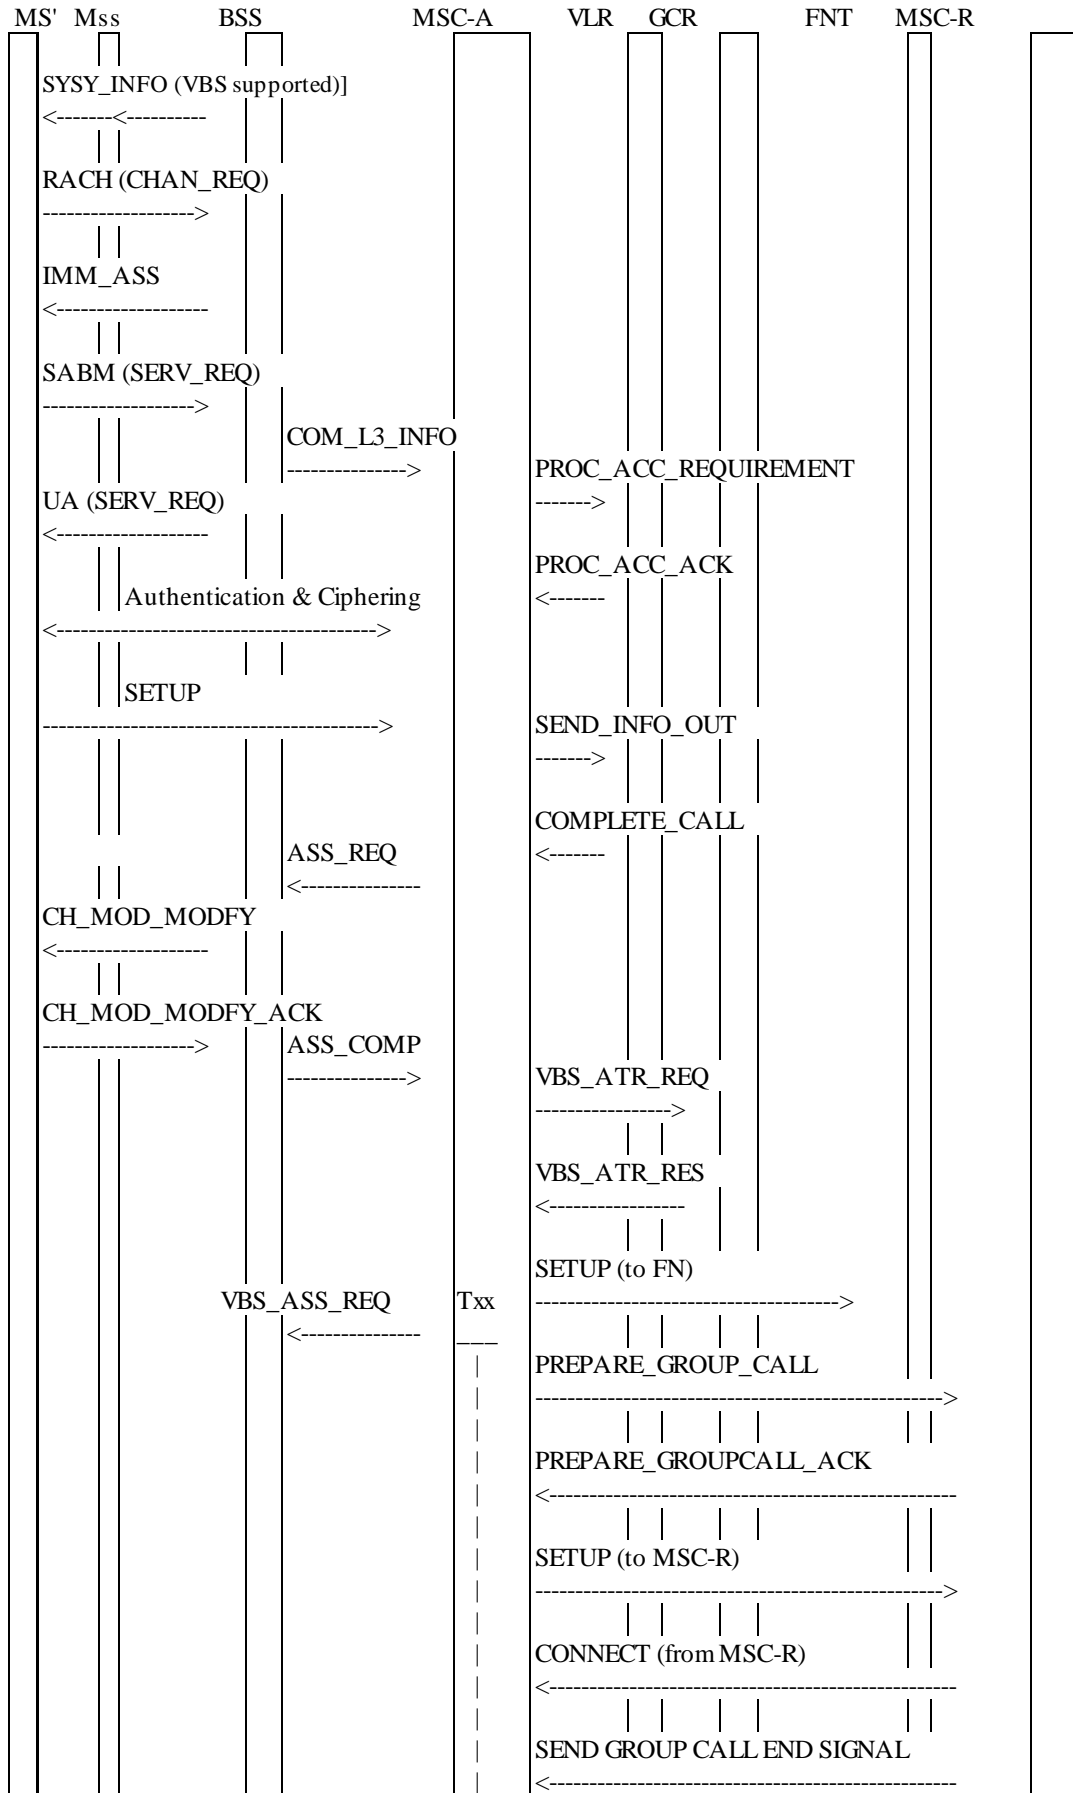 MS' Mss BSS MSC-A VLR GCR FNT MSC-R
SYSY_INFO (VBS supported)]
<-------<----------
RACH (CHAN_REQ)
------------------->
IMM_ASS
<-------------------
SABM (SERV_REQ)
------------------->
COM_L3_INFO
---------------> PROC_ACC_REQUIREMENT
UA (SERV_REQ) ------->
<-------------------
PROC_ACC_ACK
Authentication & Ciphering <-------
<---------------------------------------->
SETUP
------------------------------------------> SEND_INFO_OUT
------->
COMPLETE_CALL
ASS_REQ <-------
<---------------
CH_MOD_MODFY
<-------------------
CH_MOD_MODFY_ACK
-------------------> ASS_COMP
---------------> VBS_ATR_REQ
----------------->
VBS_ATR_RES
<-----------------
SETUP (to FN)
VBS_ASS_REQ Txx -------------------------------------->
<--------------- ___
PREPARE_GROUP_CALL
--------------------------------------------------->
PREPARE_GROUPCALL_ACK
<---------------------------------------------------
SETUP (to MSC-R)
--------------------------------------------------->
CONNECT (from MSC-R)
<---------------------------------------------------
SEND GROUP CALL END SIGNAL
<---------------------------------------------------